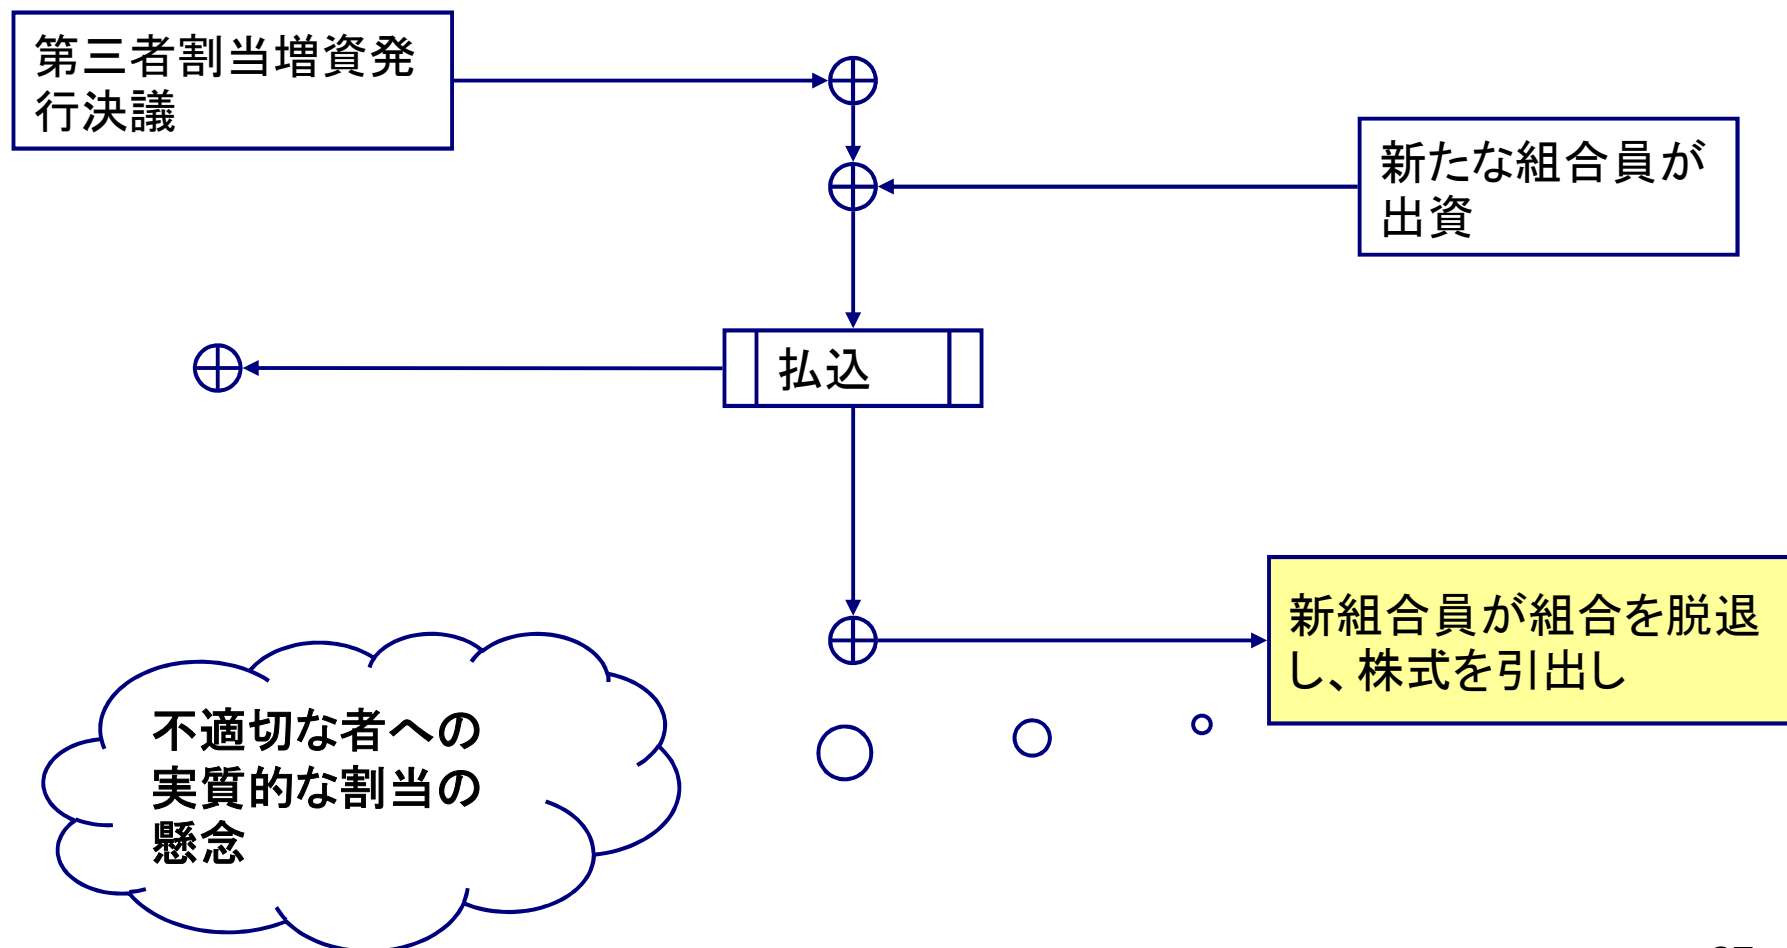 第三者割当増資発
行決議
新たな組合員が
出資
払込
新組合員が組合を脱退
し、株式を引出し
不適切な者への
実質的な割当の
懸念